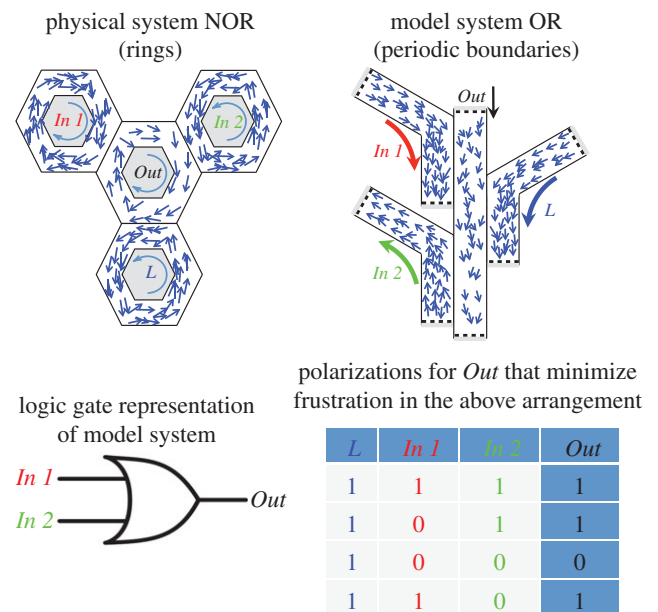 physical system NOR
(rings)
In 1
In 2
Out
L
model system OR
(periodic boundaries)
Out
In 1
L
In 2
logic gate representation
of model system
In 1
In 2
Out
polarizations for Out that minimize
frustration in the above arrangement
L In 1 In 2 Out
1 1 1 1
1 0 1 1
1 0 0 0
1 1 0 1